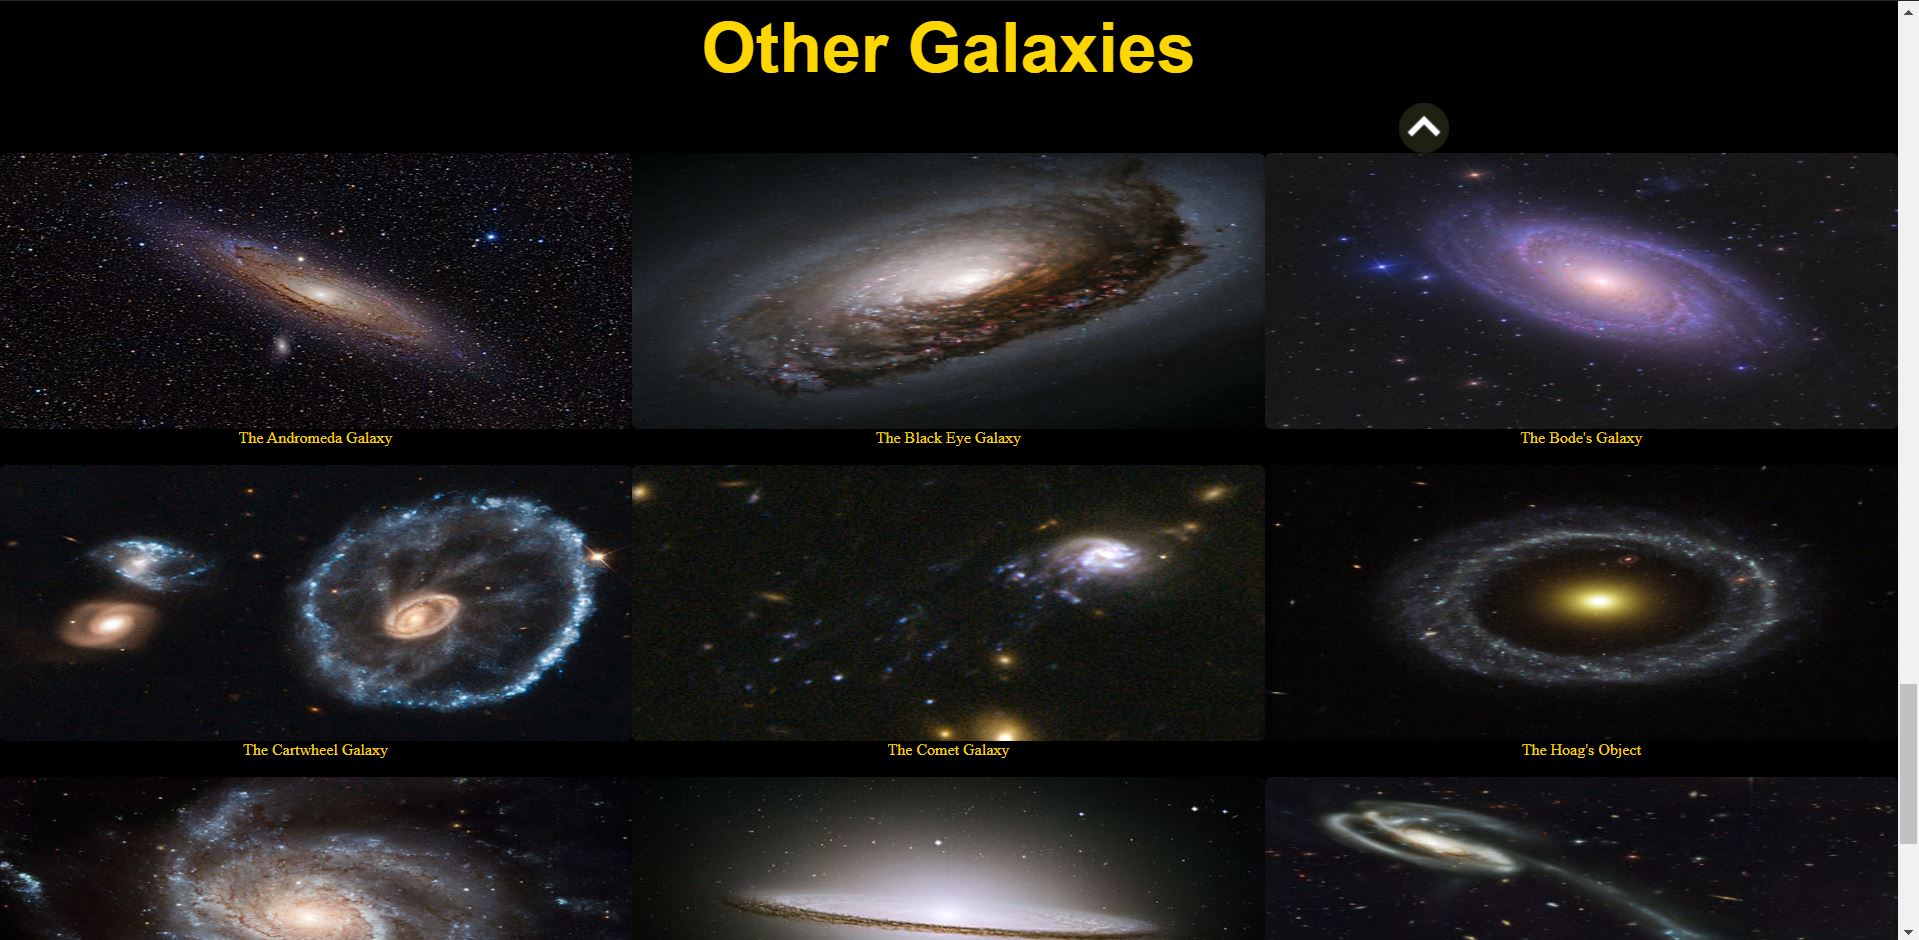 Other Galaxies
The Andromeda Galaxy
The Black Eye Galaxy
The Bode's Galaxy
The Cartwheel Galaxy
The Comet Galaxy
The Hoag's Object